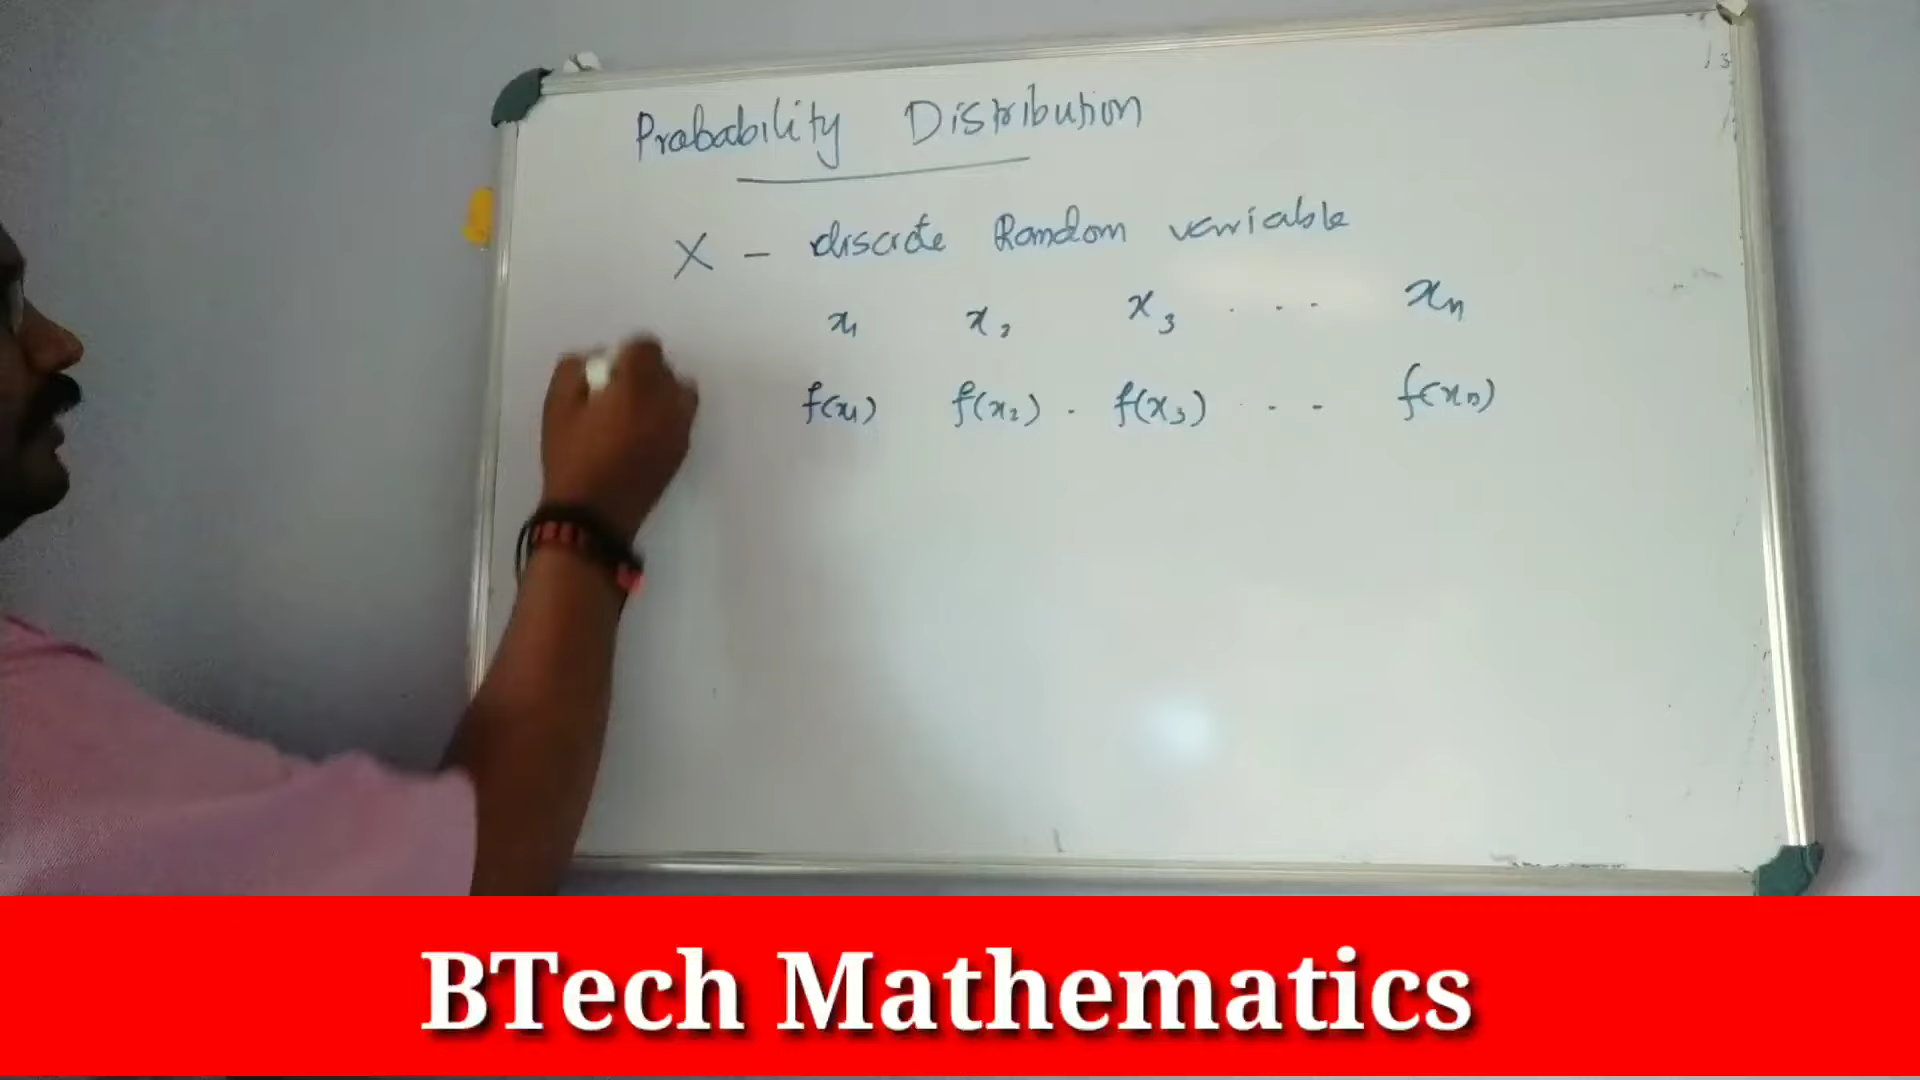 Probability Distribution
X - discrete Random variable
x₁ x₂ x₃ . . . xₙ
f(x₁) f(x₂) . f(x₃) . . . f(xₙ)
BTech Mathematics